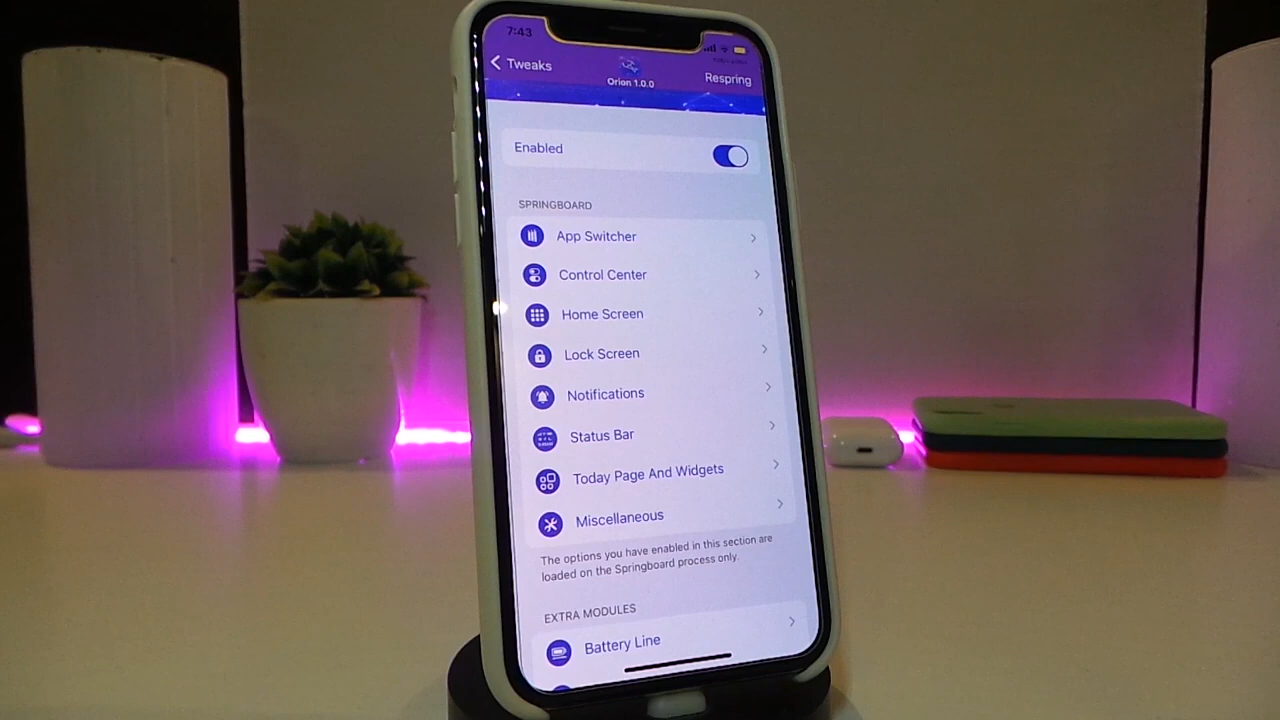 7:43
Tweaks
Orion 1.0.0
Respring
Enabled
SPRINGBOARD
App Switcher
Control Center
Home Screen
Lock Screen
Notifications
Status Bar
Today Page And Widgets
Miscellaneous
The options you have enabled in this section are
loaded on the Springboard process only.
EXTRA MODULES
Battery Line